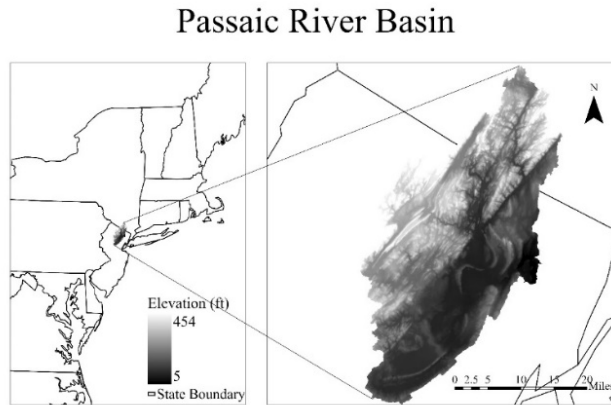 Passaic River Basin
N
Elevation (ft)
454
5
State Boundary
0 2.5 5 10 15 20
Miles